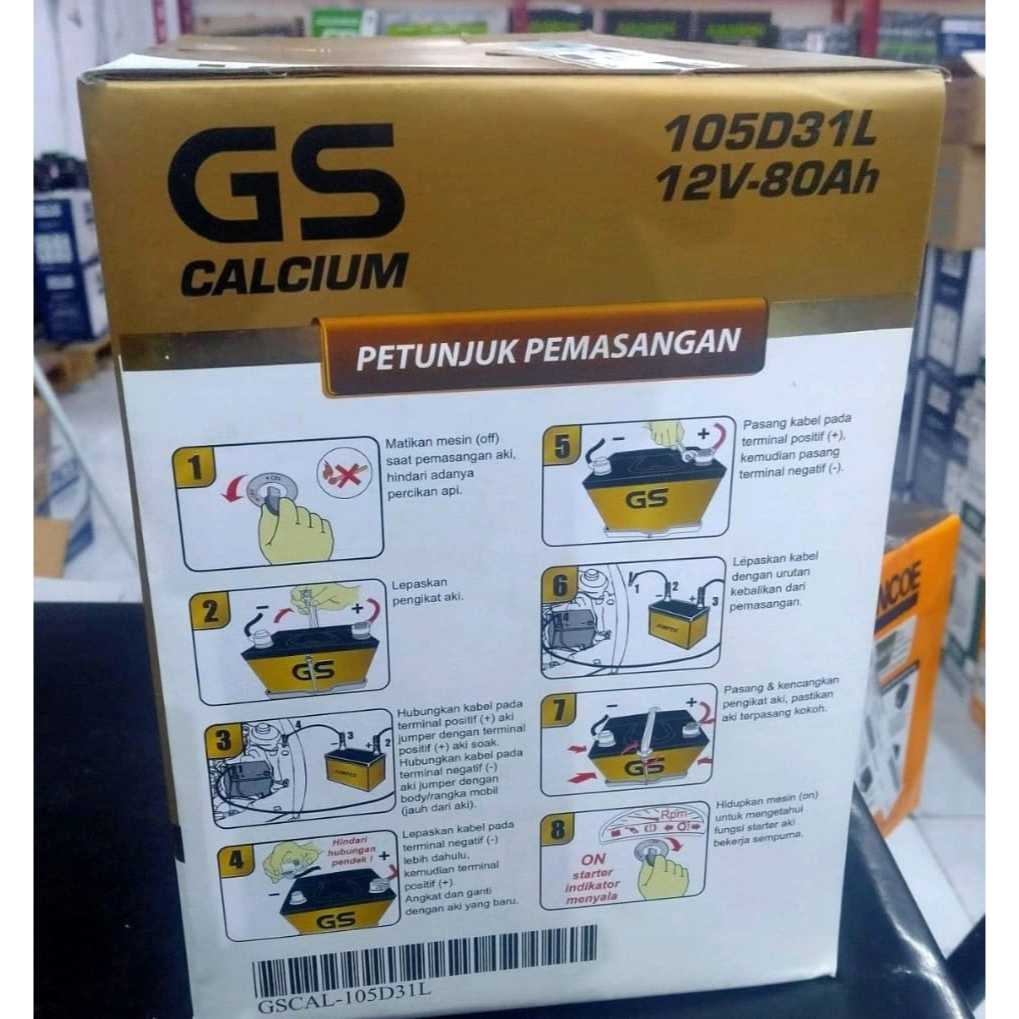 GS
CALCIUM
105D31L
12V-80Ah
PETUNJUK PEMASANGAN
1
Matikan mesin (off)
saat pemasangan aki,
hindari adanya
percikan api.
2
Lepaskan
pengikat aki.
GS
3
Hubungkan kabel pada
terminal positif (+) aki
jumper dengan terminal
positif (+) aki soak.
Hubungkan kabel pada
terminal negatif (-)
aki jumper dengan
body/rangka mobil
(jauh dari aki).
4
Hindari
hubungan
pendek !
GS
Lepaskan kabel pada
terminal negatif (-)
lebih dahulu,
kemudian terminal
positif (+).
Angkat dan ganti
dengan aki yang baru.
5
GS
Pasang kabel pada
terminal positif (+),
kemudian pasang
terminal negatif (-).
6
JUMPER
Lepaskan kabel
dengan urutan
kebalikan dari
pemasangan.
7
GS
Pasang & kencangkan
pengikat aki, pastikan
aki terpasang kokoh.
8
Rpm
ON
starter
indikator
menyala
Hidupkan mesin (on)
untuk mengetahui
fungsi starter aki
bekerja sempurna.
GSCAL-105D31L
NCOE